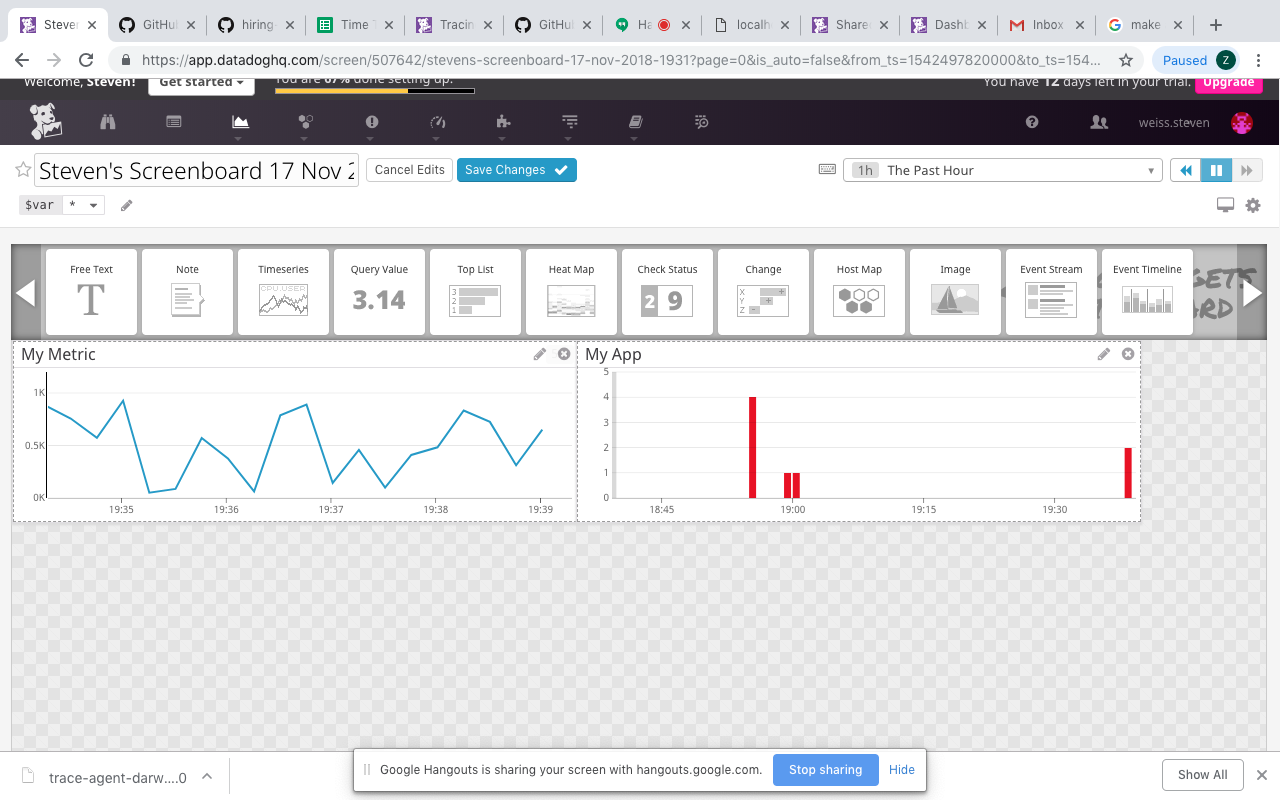 Steven
GitHub
hiring-
Time T
Tracin
GitHub
Ha
localh
Share
Dashb
Inbox
make
https://app.datadoghq.com/screen/507642/stevens-screenboard-17-nov-2018-1931?page=0&is_auto=false&from_ts=1542497820000&to_ts=154...
Paused
Z
Welcome, Steven!
Get started
You are 67% done setting up.
You have 12 days left in your trial.
Upgrade
weiss.steven
Steven's Screenboard 17 Nov 2
Cancel Edits
Save Changes
1h The Past Hour
$var *
Free Text
T
Note
Timeseries
CPU.USER
Query Value
3.14
Top List
3
2
1
Heat Map
Check Status
2 9
Change
X
Y
Z
Host Map
Image
Event Stream
Event Timeline
My Metric
1K
0.5K
0K
19:35 19:36 19:37 19:38 19:39
My App
5
4
3
2
1
0
18:45 19:00 19:15 19:30
trace-agent-darw....0
Google Hangouts is sharing your screen with hangouts.google.com.
Stop sharing
Hide
Show All